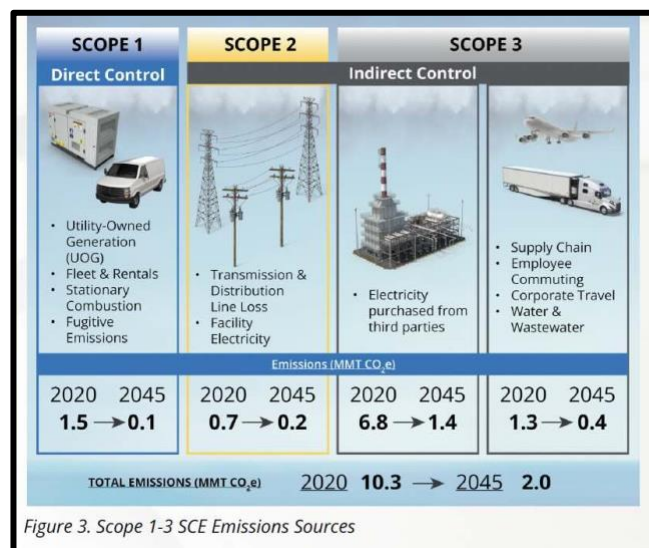 SCOPE 1
SCOPE 2
SCOPE 3
Direct Control
Indirect Control
• Utility-Owned
Generation
(UOG)
• Fleet & Rentals
• Stationary
Combustion
• Fugitive
Emissions
• Transmission &
Distribution
Line Loss
• Facility
Electricity
• Electricity
purchased from
third parties
• Supply Chain
• Employee
Commuting
• Corporate Travel
• Water &
Wastewater
Emissions (MMT CO₂e)
2020 2045
1.5 → 0.1
2020 2045
0.7 → 0.2
2020 2045
6.8 → 1.4
2020 2045
1.3 → 0.4
TOTAL EMISSIONS (MMT CO₂e) 2020 10.3 → 2045 2.0
Figure 3. Scope 1-3 SCE Emissions Sources